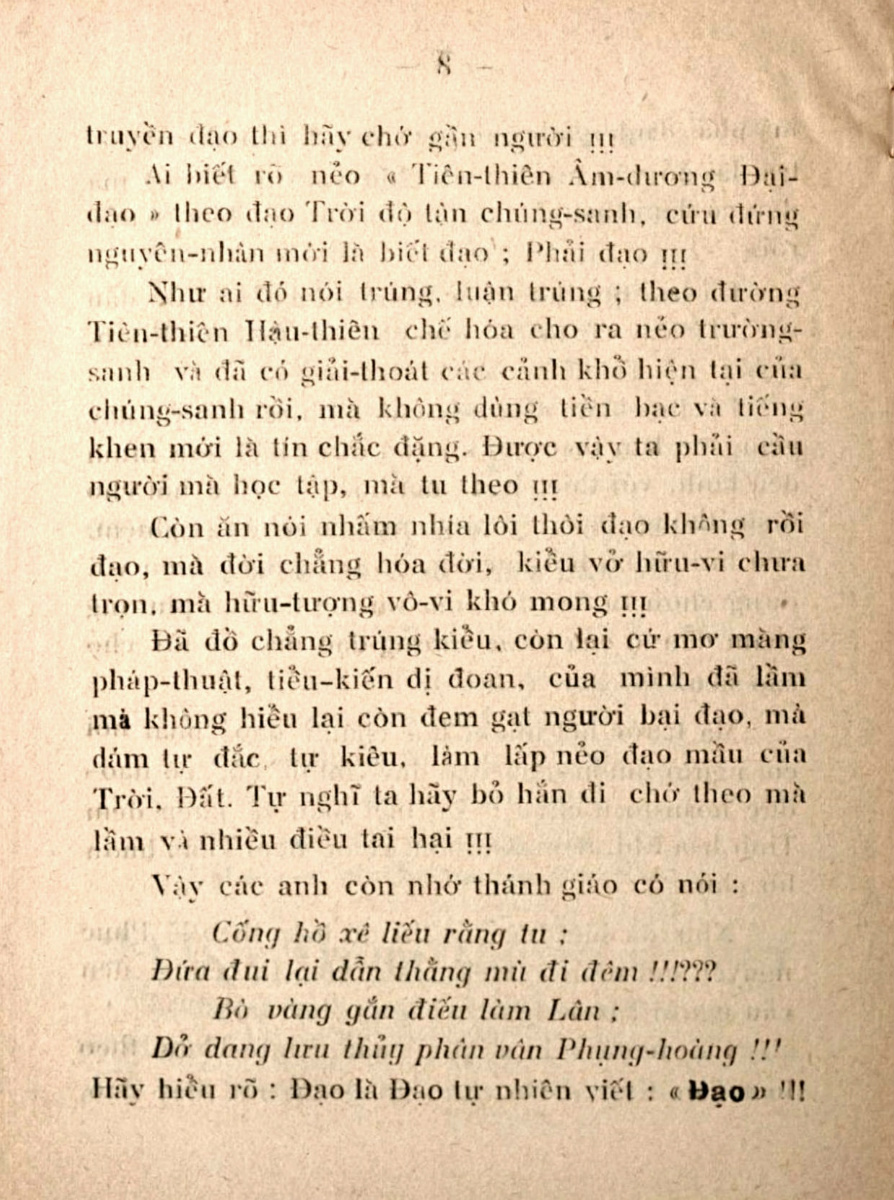 — 8 —
truyền đạo thì hãy chớ gần người !!!
Ai biết rõ nẻo « Tiên-thiên Âm-dương Đại-
đạo » theo đạo Trời độ tận chúng-sanh, cứu đứng
nguyên-nhân mới là biết đạo ; Phải đạo !!!
Như ai đó nói trúng, luận trúng ; theo đường
Tiên-thiên Hậu-thiên chế hóa cho ra nẻo trường-
sanh và đã có giải-thoát các cảnh khổ hiện tại của
chúng-sanh rồi, mà không dùng tiền bạc và tiếng
khen mới là tín chắc đặng. Được vậy ta phải cầu
người mà học tập, mà tu theo !!!
Còn ăn nói nhấm nhía lôi thòi đạo không rồi
đạo, mà đời chẳng hóa đời, kiểu vở hữu-vi chưa
trọn, mà hữu-tượng vô-vi khó mong !!!
Đã đồ chẳng trúng kiểu, còn lại cứ mơ màng
pháp-thuật, tiểu-kiến dị đoan, của mình đã lầm
mà không hiểu lại còn đem gạt người bại đạo, mà
dám tự đắc, tự kiêu, làm lấp nẻo đạo mầu của
Trời, Đất. Tự nghĩ ta hãy bỏ hẳn đi chớ theo mà
lầm và nhiều điều tai hại !!!
Vậy các anh còn nhớ thánh giáo có nói :
Cống hồ xê liếu rằng tu ;
Đứa đui lại dẫn thằng mù đi đêm !!!???
Bò vàng gắn điếu làm Lân ;
Dở dang lưu thủy phân vân Phụng-hoàng !!!
Hãy hiểu rõ : Đạo là Đạo tự nhiên viết : « Đạo » !!!